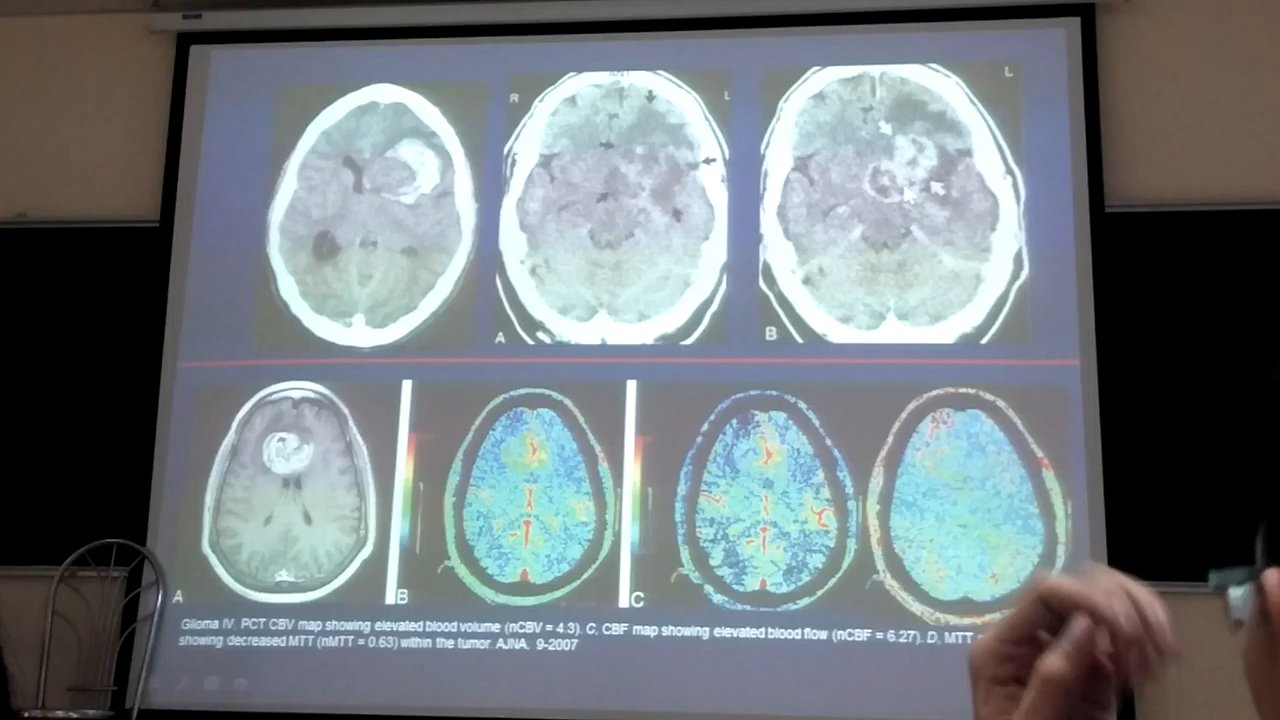 ANT
R
L
L
A
B
A
B
C
Glioma IV. PCT CBV map showing elevated blood volume (nCBV = 4.3). C, CBF map showing elevated blood flow (nCBF = 6.27). D, MTT
showing decreased MTT (nMTT = 0.63) within the tumor. AJNA, 9-2007